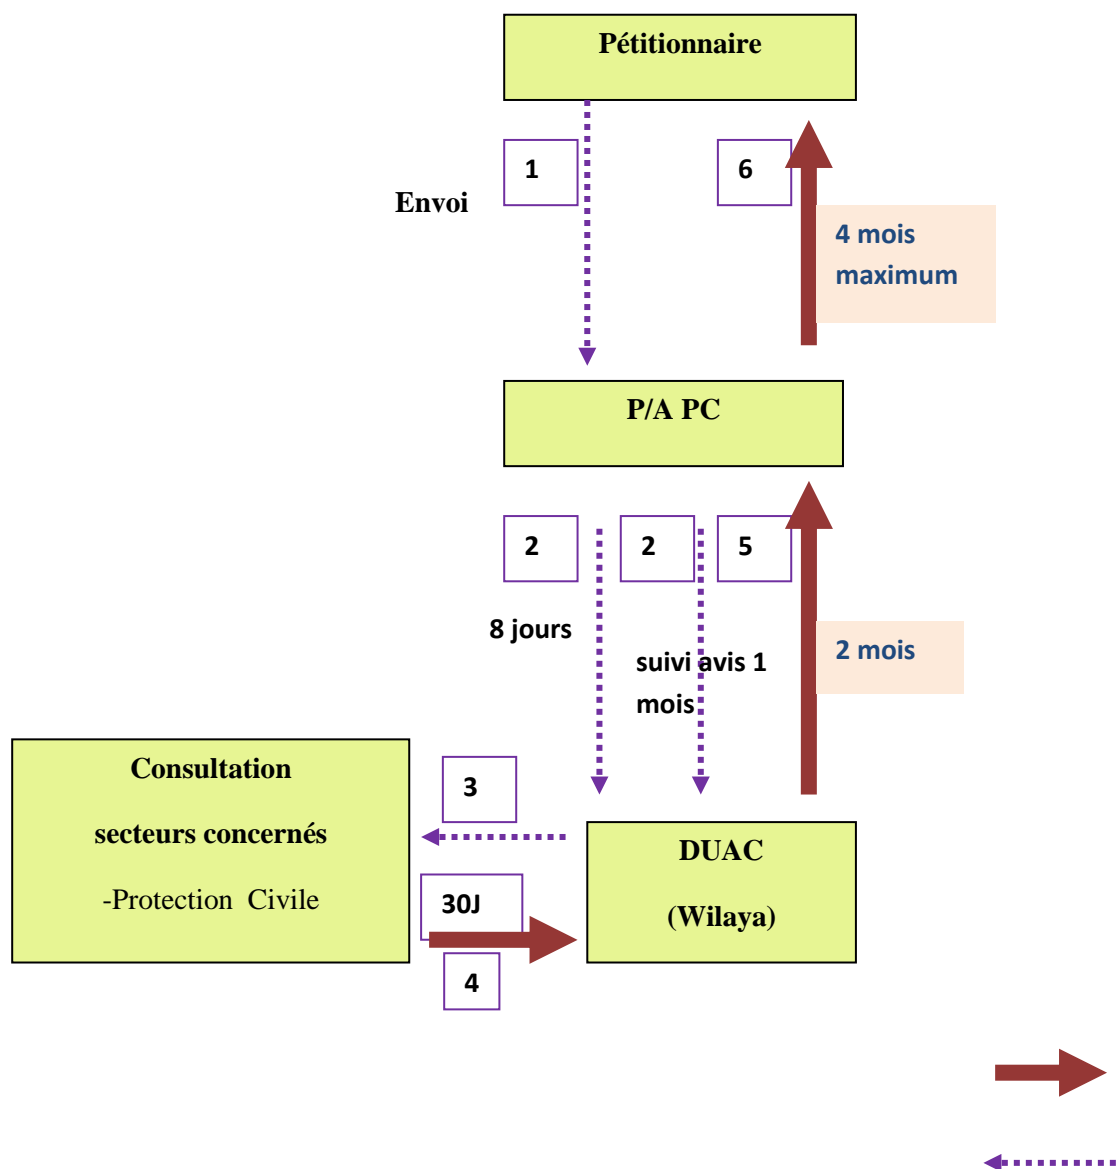 Pétitionnaire
1
6
Envoi
4 mois
maximum
P/A PC
2
2
5
8 jours
suivi avis 1
mois
2 mois
Consultation
secteurs concernés
-Protection Civile
3
30J
4
DUAC
(Wilaya)